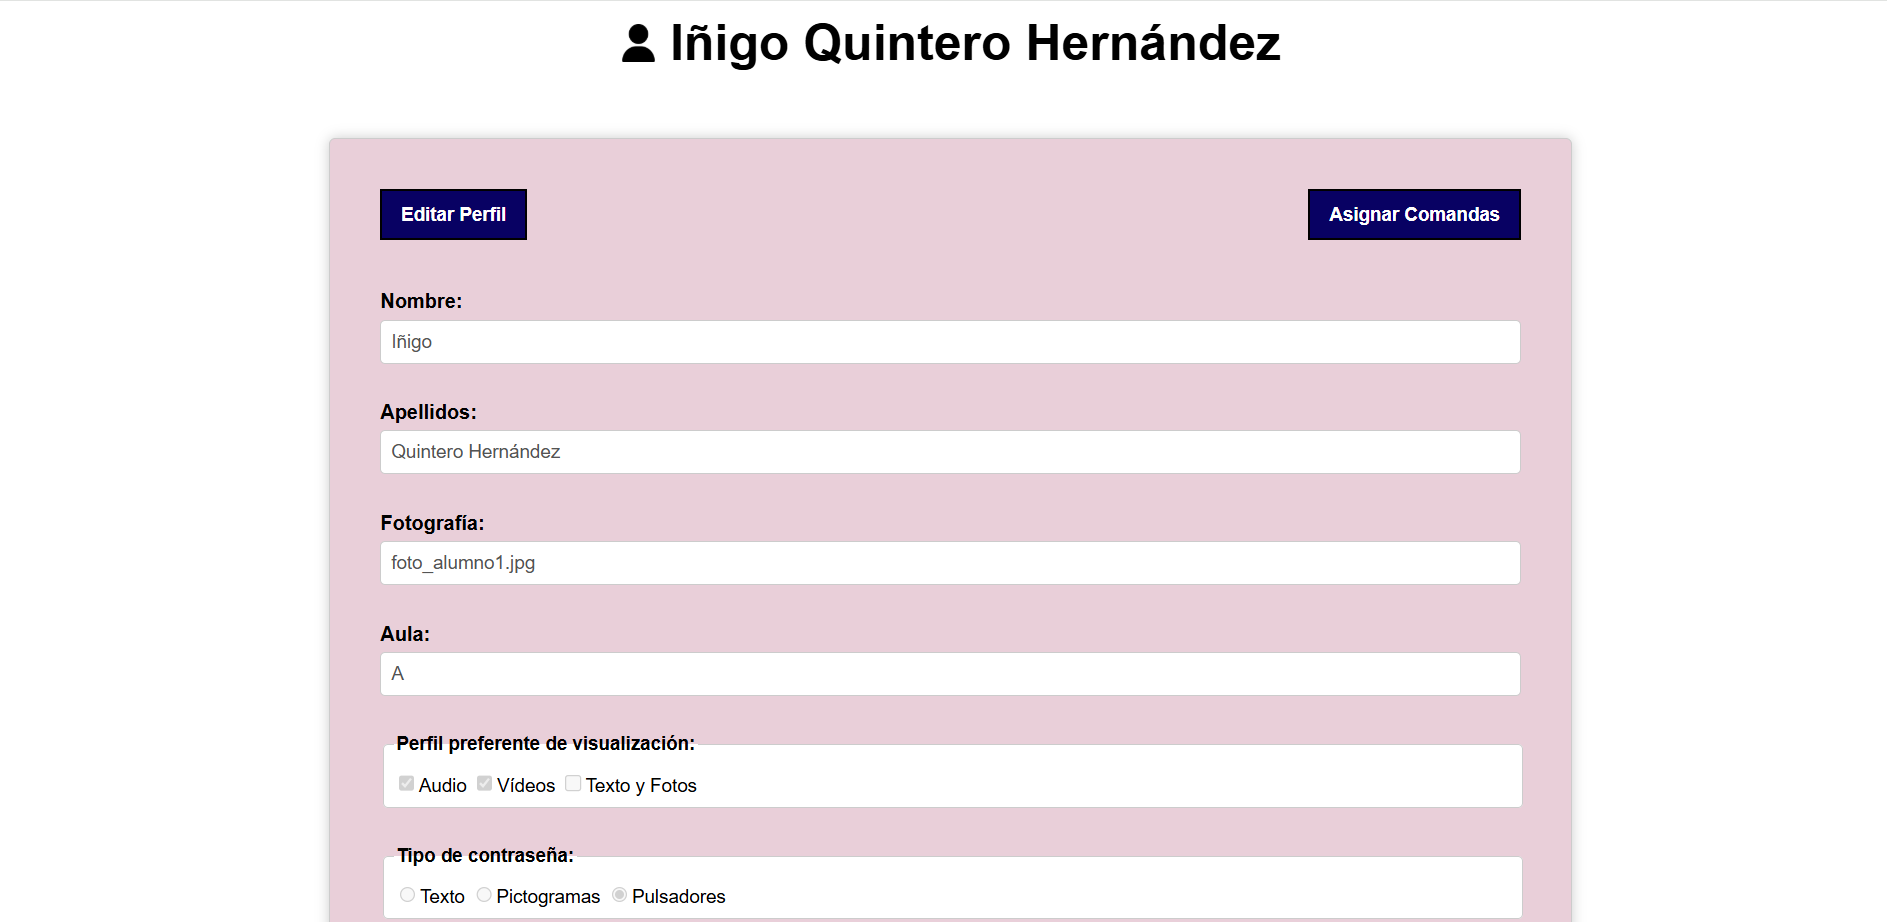 Iñigo Quintero Hernández
Editar Perfil
Asignar Comandas
Nombre:
Iñigo
Apellidos:
Quintero Hernández
Fotografía:
foto_alumno1.jpg
Aula:
A
Perfil preferente de visualización:
Audio Vídeos Texto y Fotos
Tipo de contraseña:
Texto Pictogramas Pulsadores